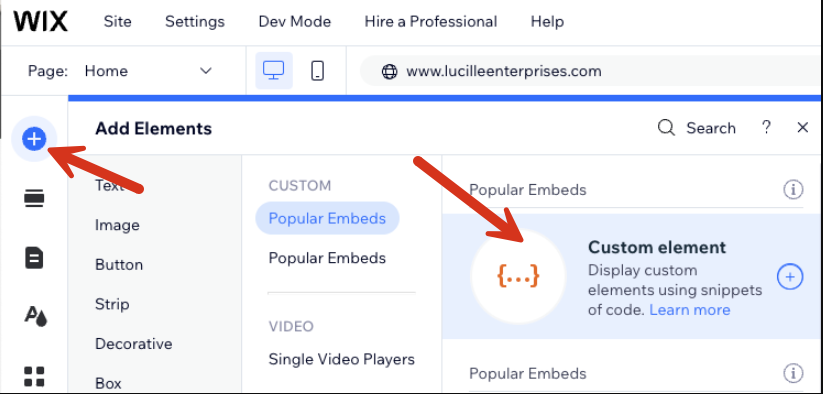 WIX Site Settings Dev Mode Hire a Professional Help
Page: Home www.lucilleenterprises.com
Add Elements Search ? ×
Text
Image
Button
Strip
Decorative
Box
CUSTOM
Popular Embeds
Popular Embeds
VIDEO
Single Video Players
Popular Embeds
{...}
Custom element
Display custom
elements using snippets
of code. Learn more
Popular Embeds